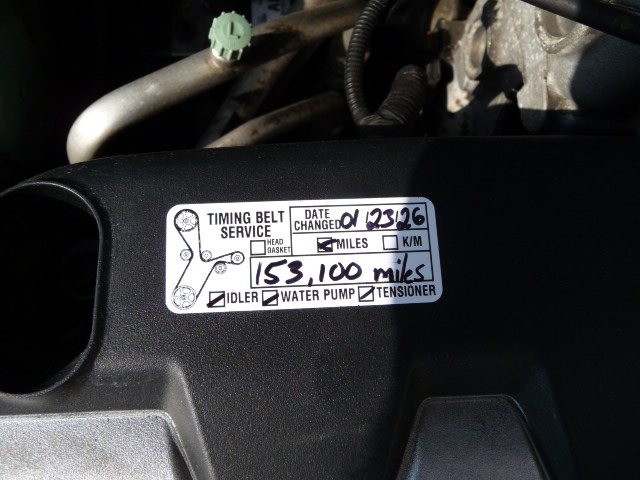 TIMING BELT SERVICE
DATE CHANGED 01 23 26
HEAD GASKET MILES K/M
153,100 miles
IDLER WATER PUMP TENSIONER
L